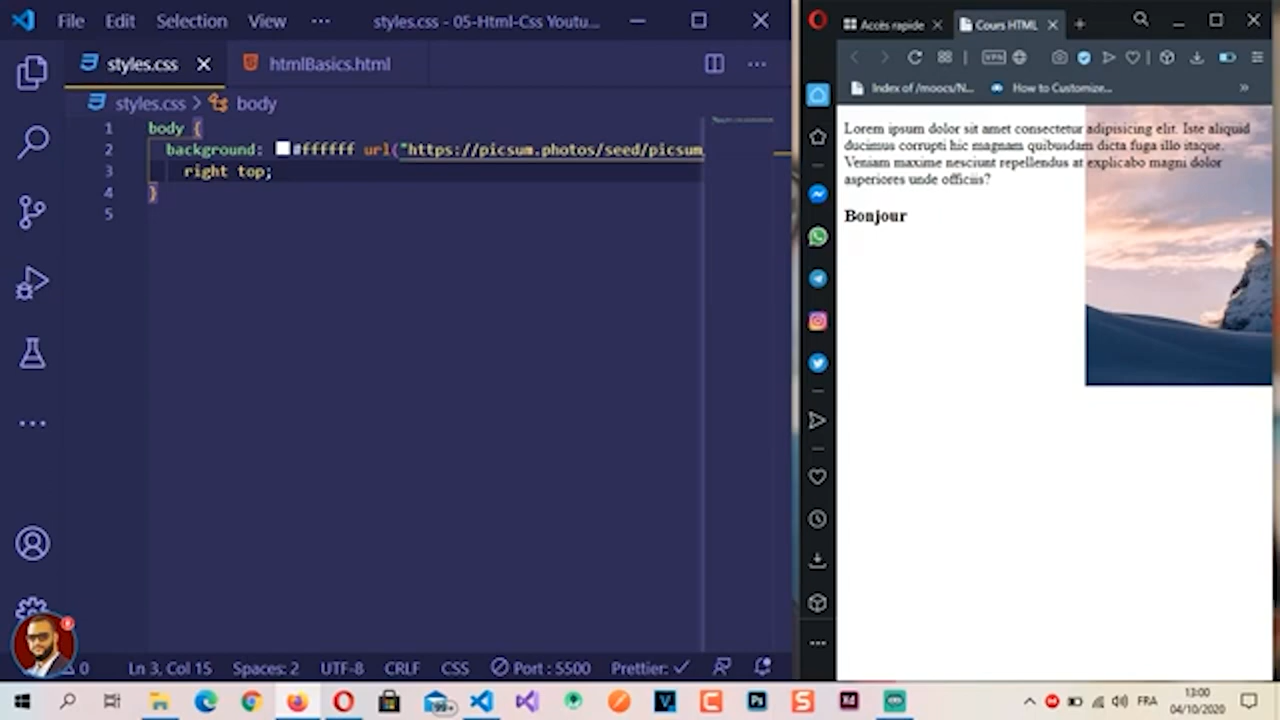 File Edit Selection View ··· styles.css - 05-Html-Css Youtu...
styles.css htmlBasics.html
styles.css > body
1 body {
2 background: #ffffff url("https://picsum.photos/seed/picsum
3 right top;
4 }
5
0 Ln 3, Col 15 Spaces: 2 UTF-8 CRLF CSS Port : 5500 Prettier: ✓
Accès rapide Cours HTML
VPN
Index of /moocs/N... How to Customize... »
Lorem ipsum dolor sit amet consectetur adipisicing elit. Iste aliquid
ducimus corrupti hic magnam quibusdam dicta fuga illo itaque.
Veniam maxime nesciunt repellendus at explicabo magni dolor
asperiores unde officiis?
Bonjour
99+
FRA
13:00
04/10/2020